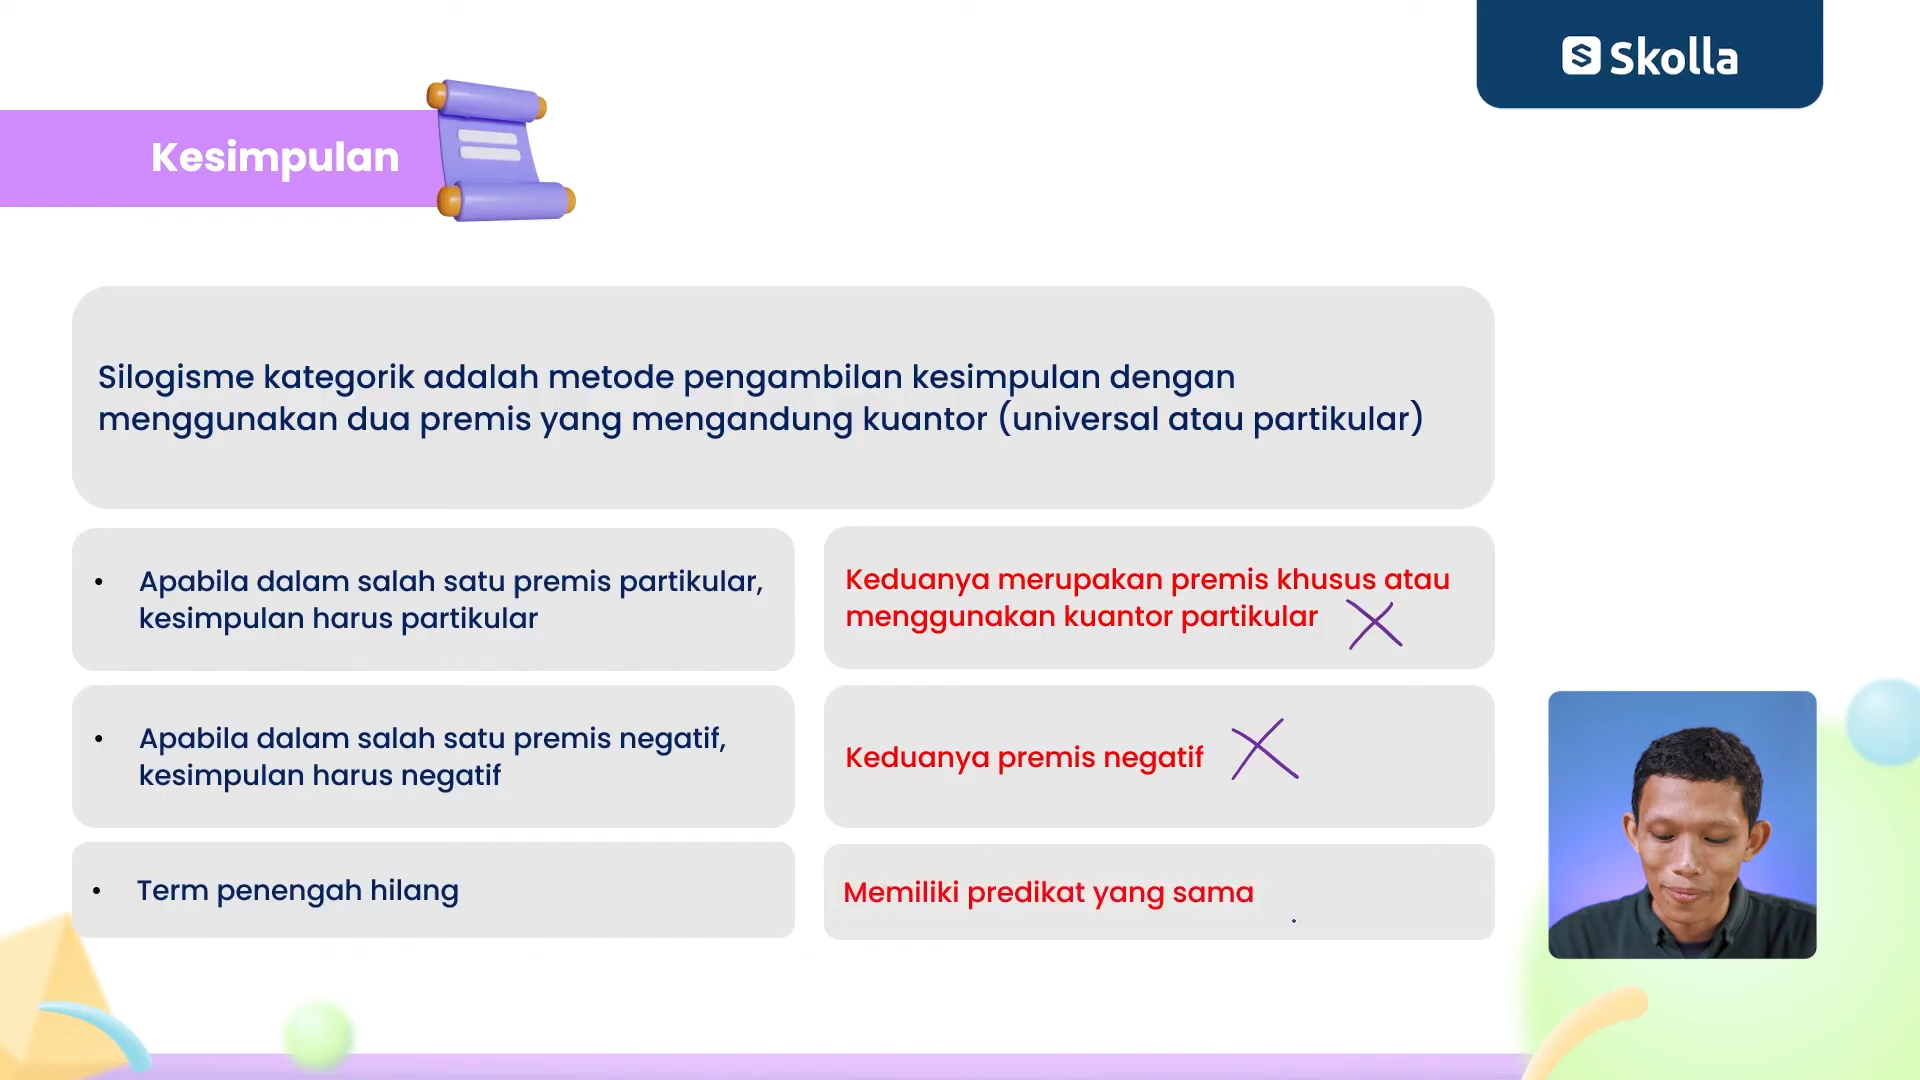 Skolla
Kesimpulan
Silogisme kategorik adalah metode pengambilan kesimpulan dengan
menggunakan dua premis yang mengandung kuantor (universal atau partikular)
• Apabila dalam salah satu premis partikular,
kesimpulan harus partikular
Keduanya merupakan premis khusus atau
menggunakan kuantor partikular
• Apabila dalam salah satu premis negatif,
kesimpulan harus negatif
Keduanya premis negatif
• Term penengah hilang
Memiliki predikat yang sama